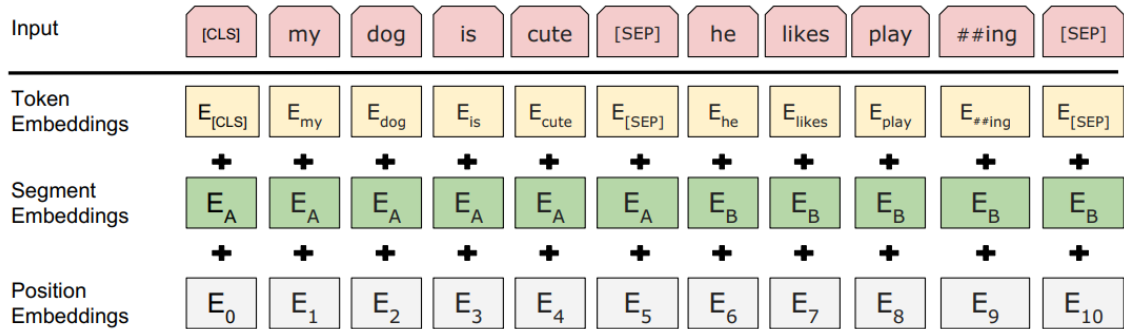 Input [CLS] my dog is cute [SEP] he likes play ##ing [SEP]
Token Embeddings E[CLS] Emy Edog Eis Ecute E[SEP] Ehe Elikes Eplay E##ing E[SEP]
+ + + + + + + + + + +
Segment Embeddings EA EA EA EA EA EA EB EB EB EB EB
+ + + + + + + + + + +
Position Embeddings E0 E1 E2 E3 E4 E5 E6 E7 E8 E9 E10